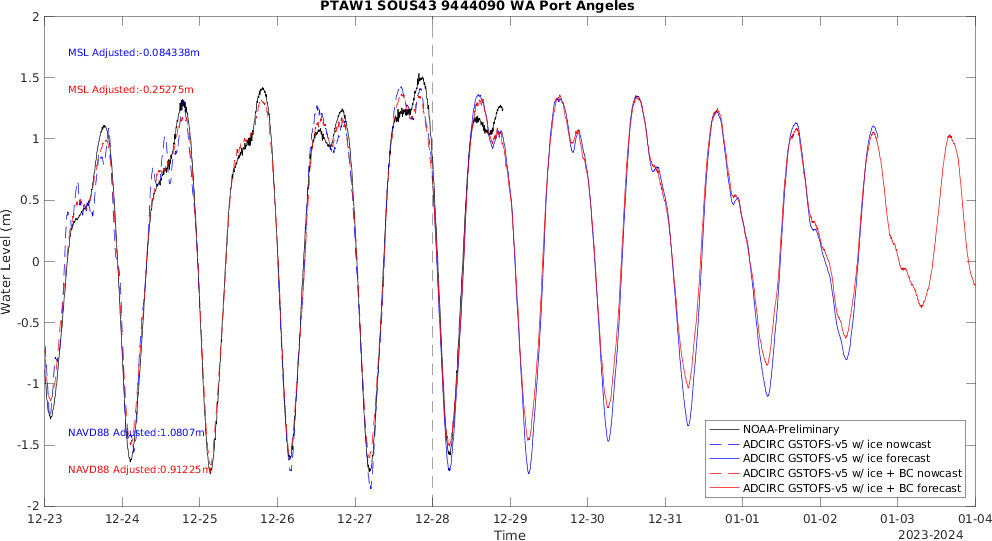 PTAW1 SOUS43 9444090 WA Port Angeles
2
1.5
1
0.5
0
-0.5
-1
-1.5
-2
Water Level (m)
MSL Adjusted:-0.084338m
MSL Adjusted:-0.25275m
NAVD88 Adjusted:1.0807m
NAVD88 Adjusted:0.91225m
NOAA-Preliminary
ADCIRC GSTOFS-v5 w/ ice nowcast
ADCIRC GSTOFS-v5 w/ ice forecast
ADCIRC GSTOFS-v5 w/ ice + BC nowcast
ADCIRC GSTOFS-v5 w/ ice + BC forecast
12-23 12-24 12-25 12-26 12-27 12-28 12-29 12-30 12-31 01-01 01-02 01-03 01-04
Time
2023-2024